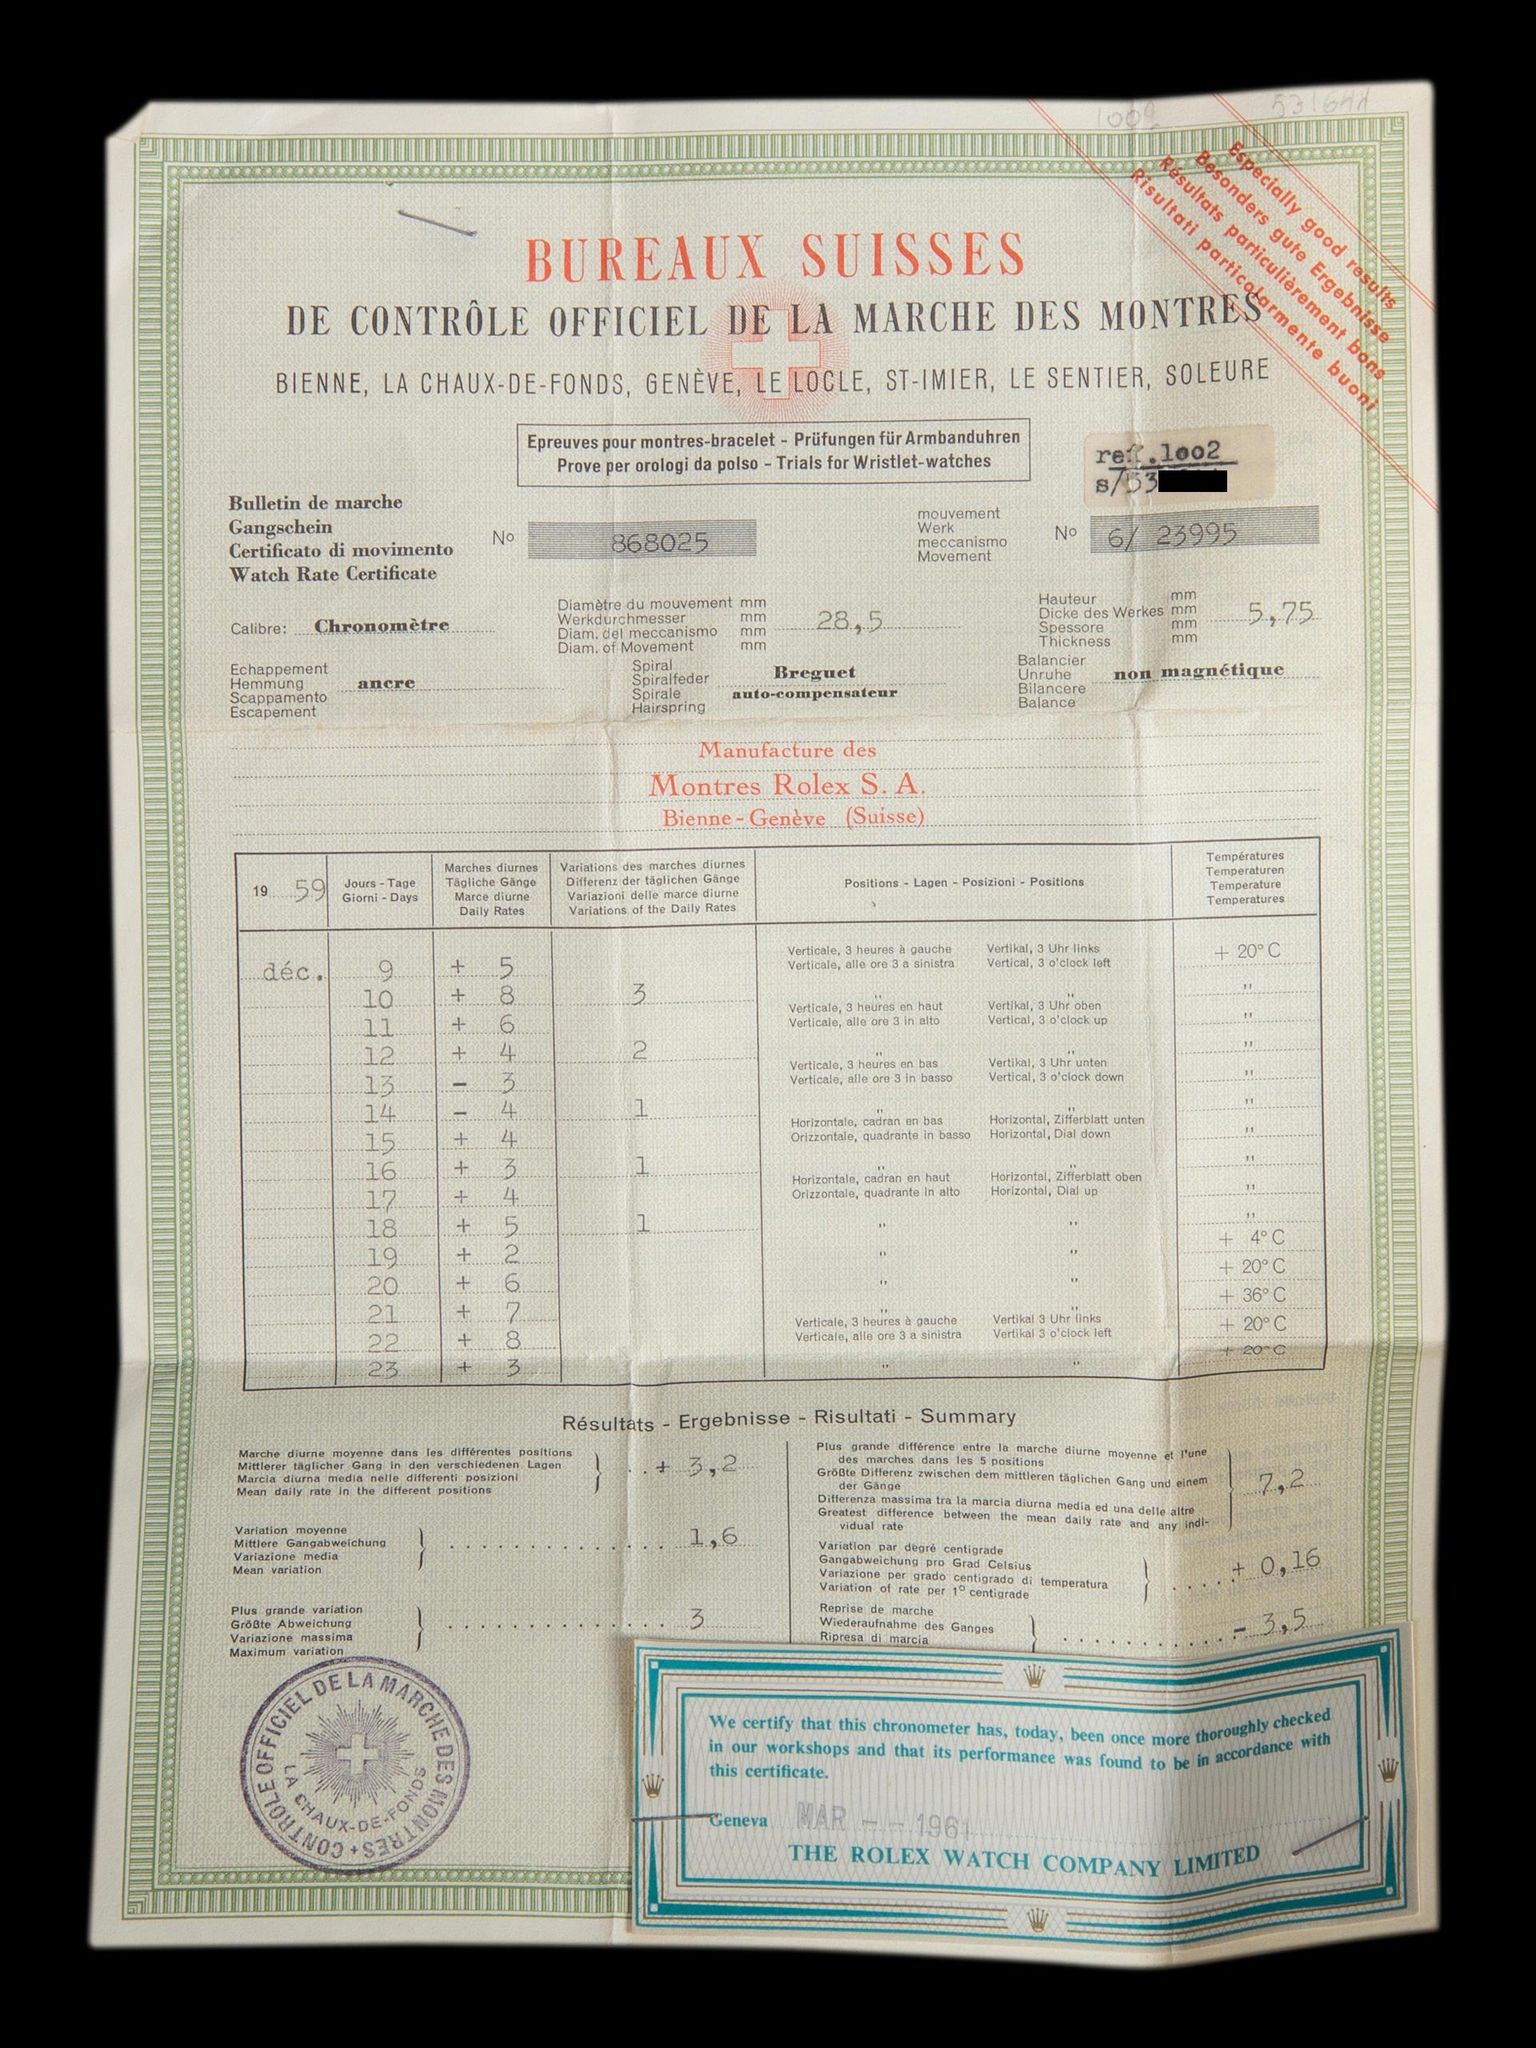 1002
Especially good results
Besonders gute Ergebnisse
Résultats particulièrement bons
Risultati particolarmente buoni
BUREAUX SUISSES
DE CONTRÔLE OFFICIEL DE LA MARCHE DES MONTRES
BIENNE, LA CHAUX-DE-FONDS, GENÈVE, LE LOCLE, ST-IMIER, LE SENTIER, SOLEURE
Epreuves pour montres-bracelet - Prüfungen für Armbanduhren
Prove per orologi da polso - Trials for Wristlet-watches
reff.1002
s/53
Bulletin de marche
Gangschein
Certificato di movimento
Watch Rate Certificate
No 868025
mouvement
Werk
meccanismo
Movement
No 6/ 23995
Calibre: Chronomètre
Diamètre du mouvement mm
Werkdurchmesser mm
Diam. del meccanismo mm
Diam. of Movement mm
28,5
Hauteur mm
Dicke des Werkes mm
Spessore mm
Thickness mm
5,75
Echappement
Hemmung
Scappamento
Escapement
ancre
Spiral
Spiralfeder
Spirale
Hairspring
Breguet
auto-compensateur
Balancier
Unruhe
Bilancere
Balance
non magnétique
Manufacture des
Montres Rolex S. A.
Bienne - Genève (Suisse)
19 59
Jours - Tage
Giorni - Days
Marches diurnes
Tägliche Gänge
Marce diurne
Daily Rates
Variations des marches diurnes
Differenz der täglichen Gänge
Variazioni delle marce diurne
Variations of the Daily Rates
Positions - Lagen - Posizioni - Positions
Températures
Temperaturen
Temperature
Temperatures
Verticale, 3 heures à gauche Vertikal, 3 Uhr links + 20° C
déc. 9 + 5 Verticale, alle ore 3 a sinistra Vertical, 3 o'clock left
10 + 8 3 " " "
Verticale, 3 heures en haut Vertikal, 3 Uhr oben
11 + 6 Verticale, alle ore 3 in alto Vertical, 3 o'clock up "
12 + 4 2 " " "
Verticale, 3 heures en bas Vertikal, 3 Uhr unten
13 - 3 Verticale, alle ore 3 in basso Vertical, 3 o'clock down "
14 - 4 1 " " "
Horizontale, cadran en bas Horizontal, Zifferblatt unten
15 + 4 Orizzontale, quadrante in basso Horizontal, Dial down "
16 + 3 1 " " "
Horizontale, cadran en haut Horizontal, Zifferblatt oben
17 + 4 Orizzontale, quadrante in alto Horizontal, Dial up "
18 + 5 1 " " "
19 + 2 " " + 4° C
20 + 6 " " + 20° C
21 + 7 " " + 36° C
Verticale, 3 heures à gauche Vertikal 3 Uhr links
22 + 8 Verticale, alle ore 3 a sinistra Vertikal 3 o'clock left + 20° C
23 + 3 " " + 20° C
Résultats - Ergebnisse - Risultati - Summary
Marche diurne moyenne dans les différentes positions
Mittlerer täglicher Gang in den verschiedenen Lagen
Marcia diurna media nelle differenti posizioni
Mean daily rate in the different positions
+ 3,2
Plus grande différence entre la marche diurne moyenne et l'une
des marches dans les 5 positions
Größte Differenz zwischen dem mittleren täglichen Gang und einem
der Gänge
Differenza massima tra la marcia diurna media ed una delle altre
Greatest difference between the mean daily rate and any indi-
vidual rate
7,2
Variation moyenne
Mittlere Gangabweichung
Variazione media
Mean variation
1,6
Variation par degré centigrade
Gangabweichung pro Grad Celsius
Variazione per grado centigrado di temperatura
Variation of rate per 1° centigrade
+ 0,16
Plus grande variation
Größte Abweichung
Variazione massima
Maximum variation
3
Reprise de marche
Wiederaufnahme des Ganges
Ripresa di marcia
- 3,5
CONTROLE OFFICIEL DE LA MARCHE DES MONTRES
LA CHAUX-DE-FONDS
We certify that this chronometer has, today, been once more thoroughly checked
in our workshops and that its performance was found to be in accordance with
this certificate.
Geneva MAR -- 1961
THE ROLEX WATCH COMPANY LIMITED